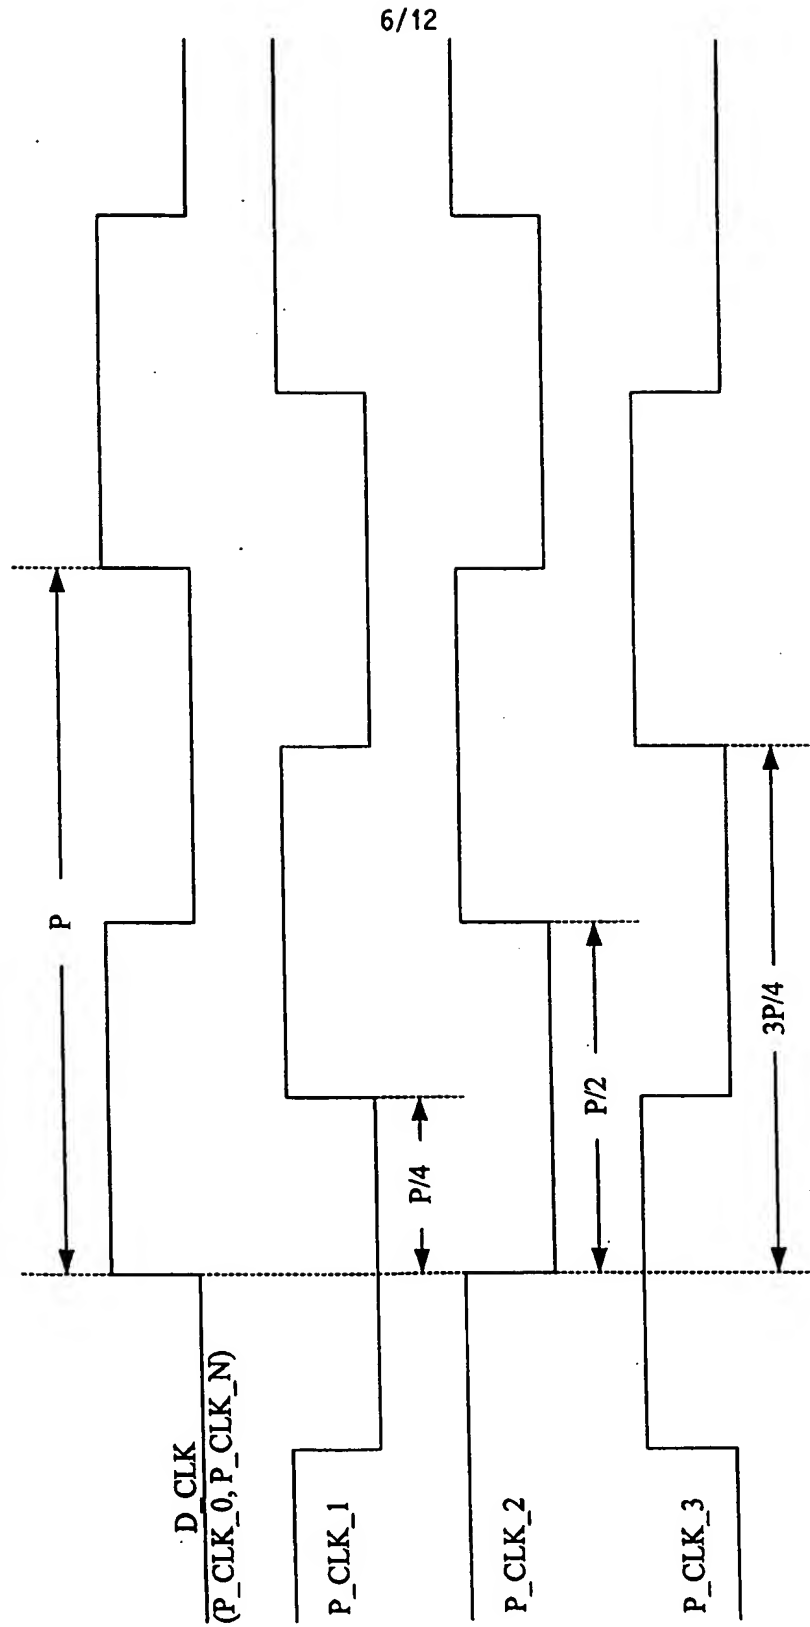 6/12
P
D_CLK
(P_CLK_0, P_CLK_N)
P/4
P_CLK_1
P/2
P_CLK_2
3P/4
P_CLK_3